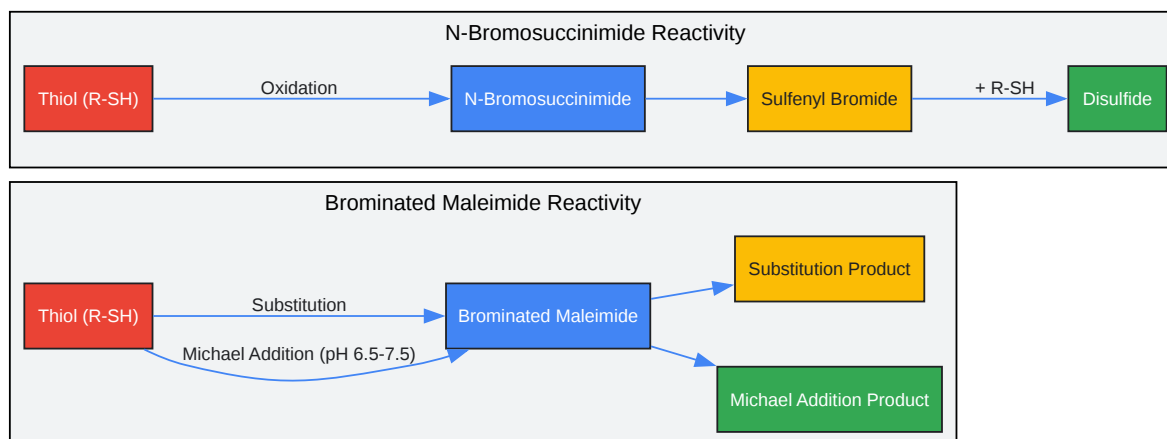 N-Bromosuccinimide Reactivity
Thiol (R-SH)
Oxidation
N-Bromosuccinimide
Sulfenyl Bromide
+ R-SH
Disulfide
Brominated Maleimide Reactivity
Thiol (R-SH)
Substitution
Michael Addition (pH 6.5-7.5)
Brominated Maleimide
Substitution Product
Michael Addition Product